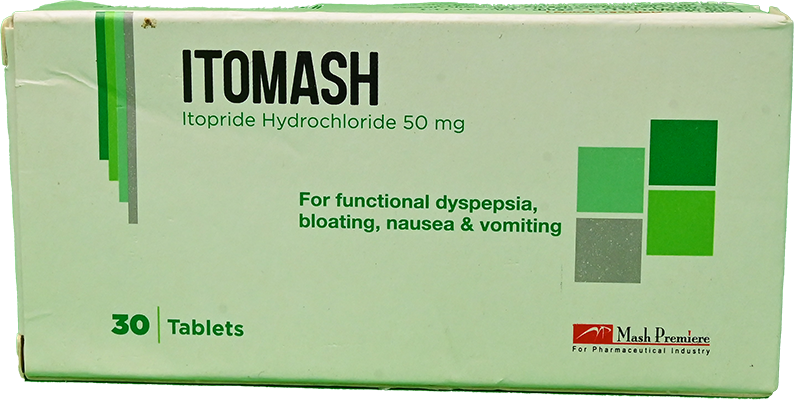 ITOMASH
Itopride Hydrochloride 50 mg
For functional dyspepsia,
bloating, nausea & vomiting
30 Tablets
Mash Premiere
For Pharmaceutical Industry